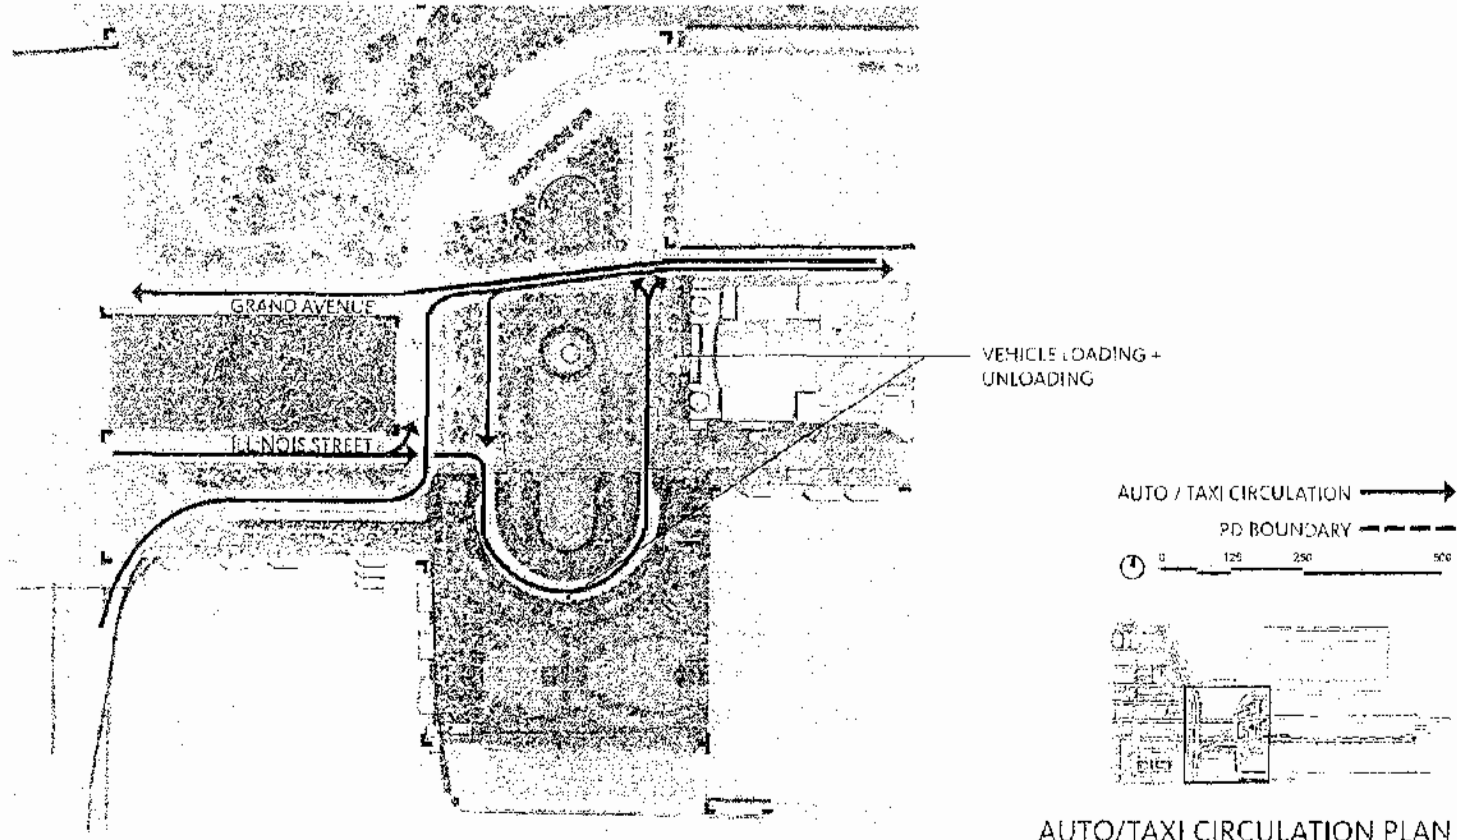 GRAND AVENUE
ILLINOIS STREET
VEHICLE LOADING +
UNLOADING
AUTO / TAXI CIRCULATION
PD BOUNDARY
0 125 250 500
AUTO/TAXI CIRCULATION PLAN